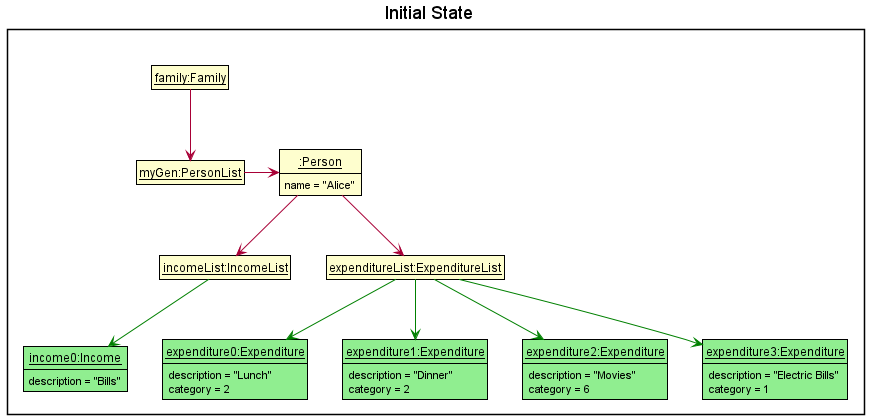 Initial State
family:Family
myGen:PersonList
:Person
name = "Alice"
incomeList:IncomeList
expenditureList:ExpenditureList
income0:Income
description = "Bills"
expenditure0:Expenditure
description = "Lunch"
category = 2
expenditure1:Expenditure
description = "Dinner"
category = 2
expenditure2:Expenditure
description = "Movies"
category = 6
expenditure3:Expenditure
description = "Electric Bills"
category = 1